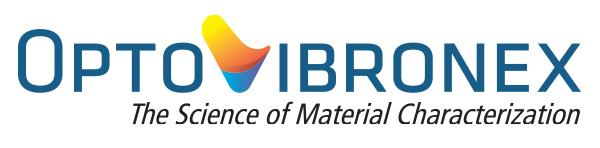 OPTOVIBRONEX
The Science of Material Characterization